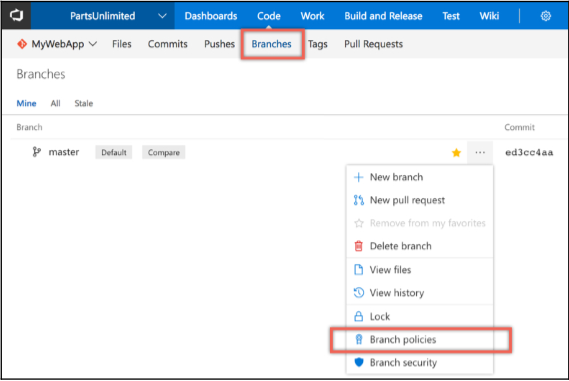 PartsUnlimited Dashboards Code Work Build and Release Test Wiki
MyWebApp Files Commits Pushes Branches Tags Pull Requests
Branches
Mine All Stale
Branch Commit
master Default Compare ... ed3cc4aa
New branch
New pull request
Remove from my favorites
Delete branch
View files
View history
Lock
Branch policies
Branch security